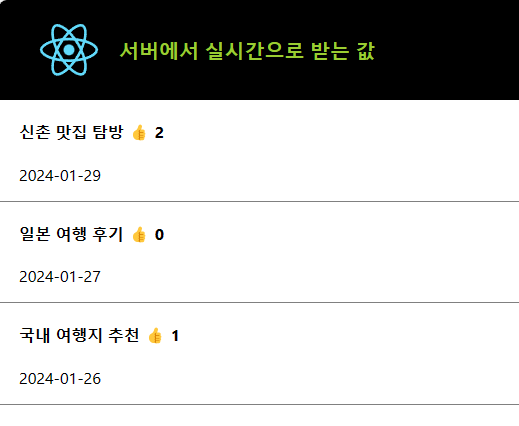 서버에서 실시간으로 받는 값
신촌 맛집 탐방 👍 2
2024-01-29
일본 여행 후기 👍 0
2024-01-27
국내 여행지 추천 👍 1
2024-01-26